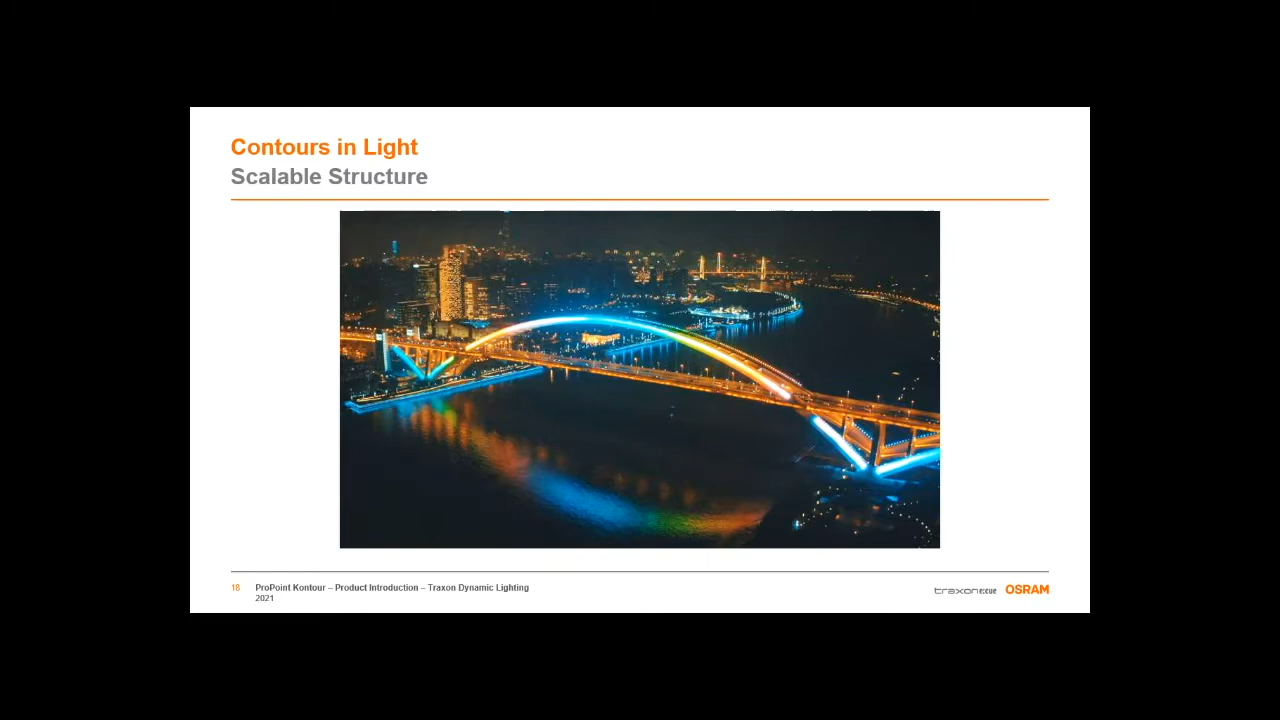 Contours in Light
Scalable Structure
18 ProPoint Kontour – Product Introduction – Traxon Dynamic Lighting
2021
traxon e:cue OSRAM